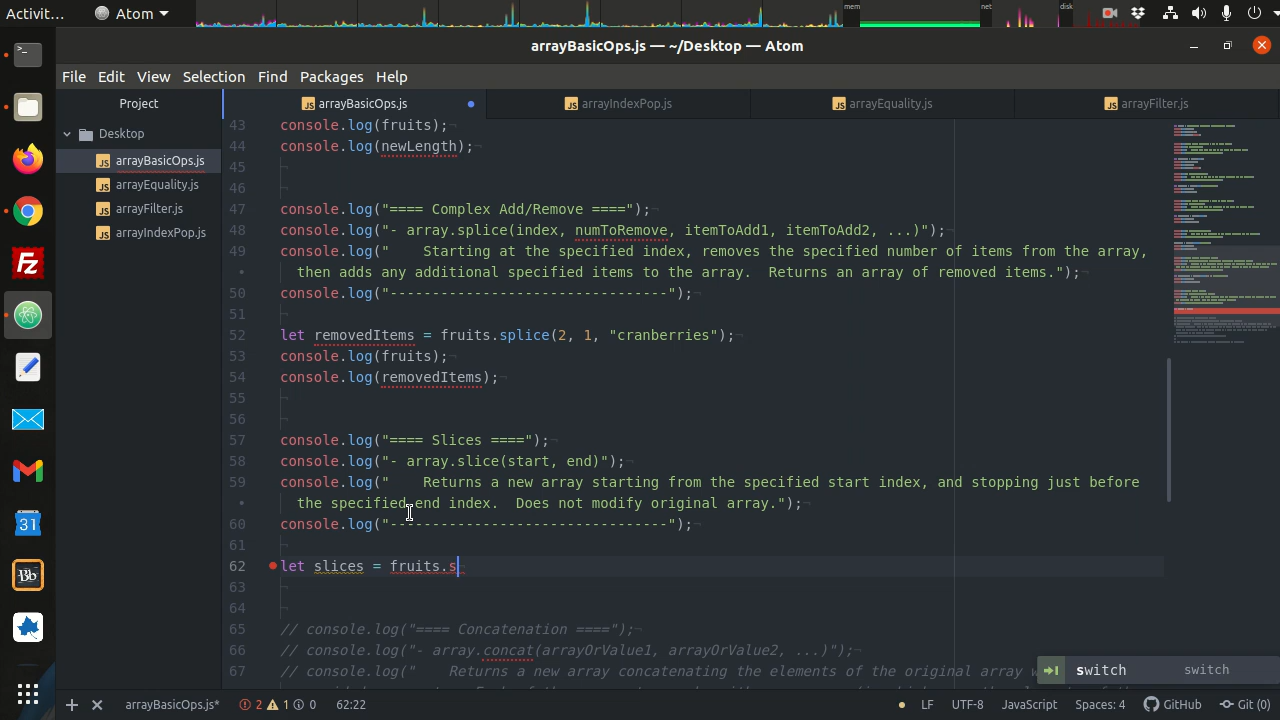 Activit... Atom mem net disk
arrayBasicOps.js — ~/Desktop — Atom
File Edit View Selection Find Packages Help
Project arrayBasicOps.js arrayIndexPop.js arrayEquality.js arrayFilter.js
Desktop
arrayBasicOps.js
arrayEquality.js
arrayFilter.js
arrayIndexPop.js
43 console.log(fruits);
44 console.log(newLength);
45
46
47 console.log("==== Complex Add/Remove ====");
48 console.log("- array.splice(index, numToRemove, itemToAdd1, itemToAdd2, ...)");
49 console.log("    Starting at the specified index, removes the specified number of items from the array,
then adds any additional specified items to the array.  Returns an array of removed items.");
50 console.log("---------------------------------");
51
52 let removedItems = fruits.splice(2, 1, "cranberries");
53 console.log(fruits);
54 console.log(removedItems);
55
56
57 console.log("==== Slices ====");
58 console.log("- array.slice(start, end)");
59 console.log("    Returns a new array starting from the specified start index, and stopping just before
the specified end index.  Does not modify original array.");
60 console.log("---------------------------------");
61
62 let slices = fruits.s
63
64
65 // console.log("==== Concatenation ====");
66 // console.log("- array.concat(arrayOrValue1, arrayOrValue2, ...)");
67 // console.log("    Returns a new array concatenating the elements of the original array
switch switch
arrayBasicOps.js* 2 1 0 62:22 LF UTF-8 JavaScript Spaces: 4 GitHub Git (0)